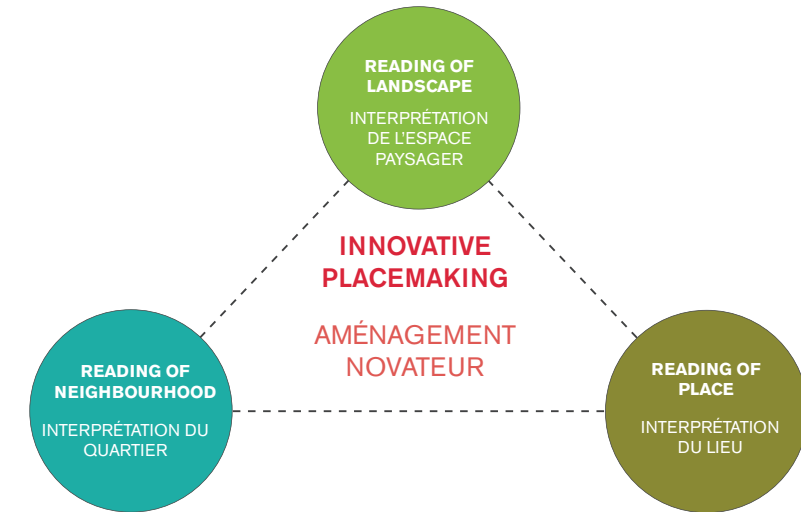 READING OF
LANDSCAPE
INTERPRÉTATION
DE L'ESPACE
PAYSAGER
INNOVATIVE
PLACEMAKING
AMÉNAGEMENT
NOVATEUR
READING OF
NEIGHBOURHOOD
INTERPRÉTATION DU
QUARTIER
READING OF
PLACE
INTERPRÉTATION
DU LIEU